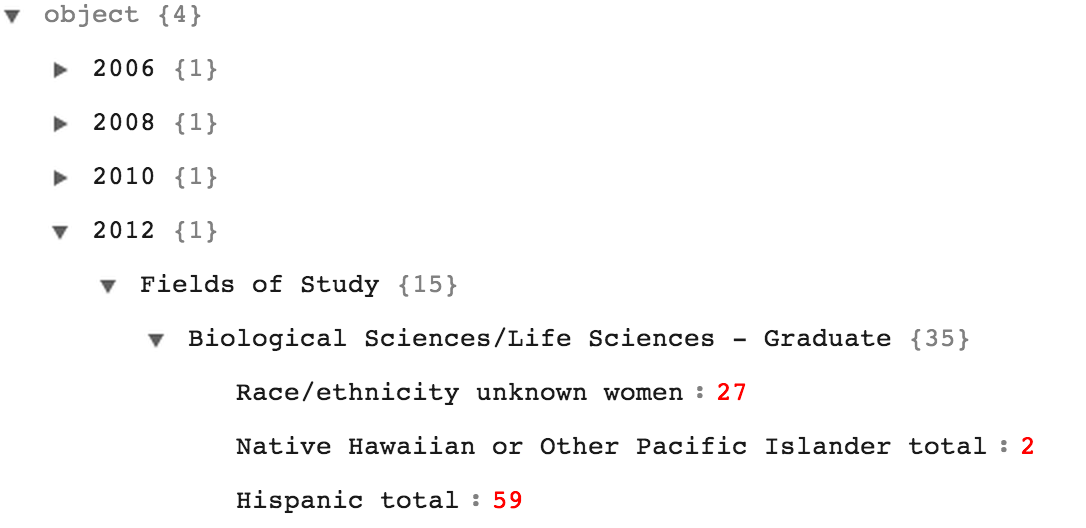 object {4}
2006 {1}
2008 {1}
2010 {1}
2012 {1}
Fields of Study {15}
Biological Sciences/Life Sciences - Graduate {35}
Race/ethnicity unknown women : 27
Native Hawaiian or Other Pacific Islander total : 2
Hispanic total : 59